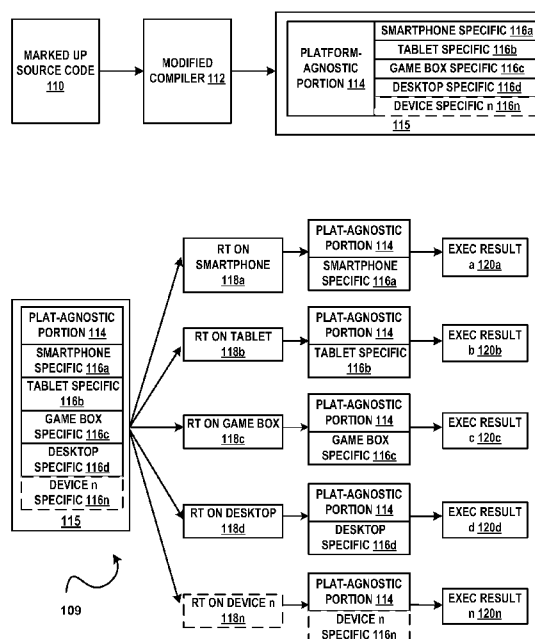 MARKED UP
SOURCE CODE
110
MODIFIED
COMPILER 112
PLATFORM-
AGNOSTIC
PORTION 114
SMARTPHONE SPECIFIC 116a
TABLET SPECIFIC 116b
GAME BOX SPECIFIC 116c
DESKTOP SPECIFIC 116d
DEVICE SPECIFIC n 116n
115
PLAT-AGNOSTIC
PORTION 114
SMARTPHONE
SPECIFIC 116a
TABLET SPECIFIC
116b
GAME BOX
SPECIFIC 116c
DESKTOP
SPECIFIC 116d
DEVICE n
SPECIFIC 116n
115
109
RT ON
SMARTPHONE
118a
PLAT-AGNOSTIC
PORTION 114
SMARTPHONE
SPECIFIC 116a
EXEC RESULT
a 120a
RT ON TABLET
118b
PLAT-AGNOSTIC
PORTION
114
TABLET SPECIFIC
116b
EXEC RESULT
b 120b
RT ON GAME BOX
118c
PLAT-AGNOSTIC
PORTION
114
GAME BOX
SPECIFIC 116c
EXEC RESULT
c 120c
RT ON DESKTOP
118d
PLAT-AGNOSTIC
PORTION
114
DESKTOP
SPECIFIC 116d
EXEC RESULT
d 120d
RT ON DEVICE n
118n
PLAT-AGNOSTIC
PORTION 114
DEVICE n
SPECIFIC 116n
EXEC RESULT
n 120n